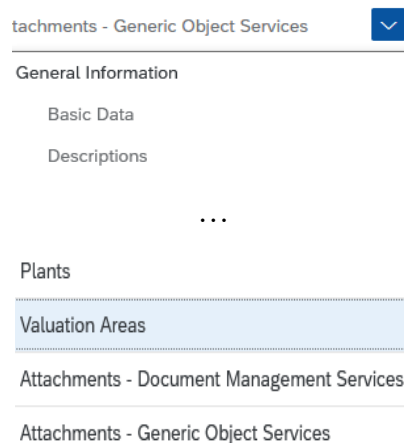 tachments - Generic Object Services
General Information
Basic Data
Descriptions
...
Plants
Valuation Areas
Attachments - Document Management Services
Attachments - Generic Object Services